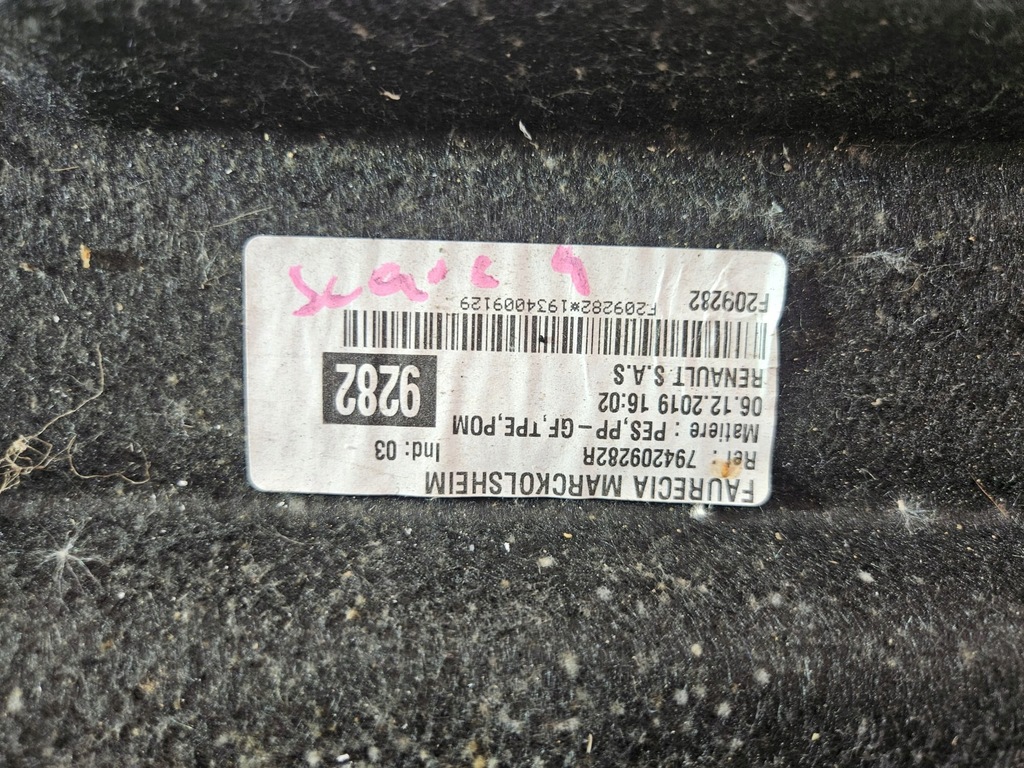 FAURECIA MARCKOLSHEIM
Ref : 794209282R
Ind: 03
Matiere : PES,PP-GF,TPE,POM
06.12.2019 16:02
9282
RENAULT S.A.S
F209282*1934009129
F209282